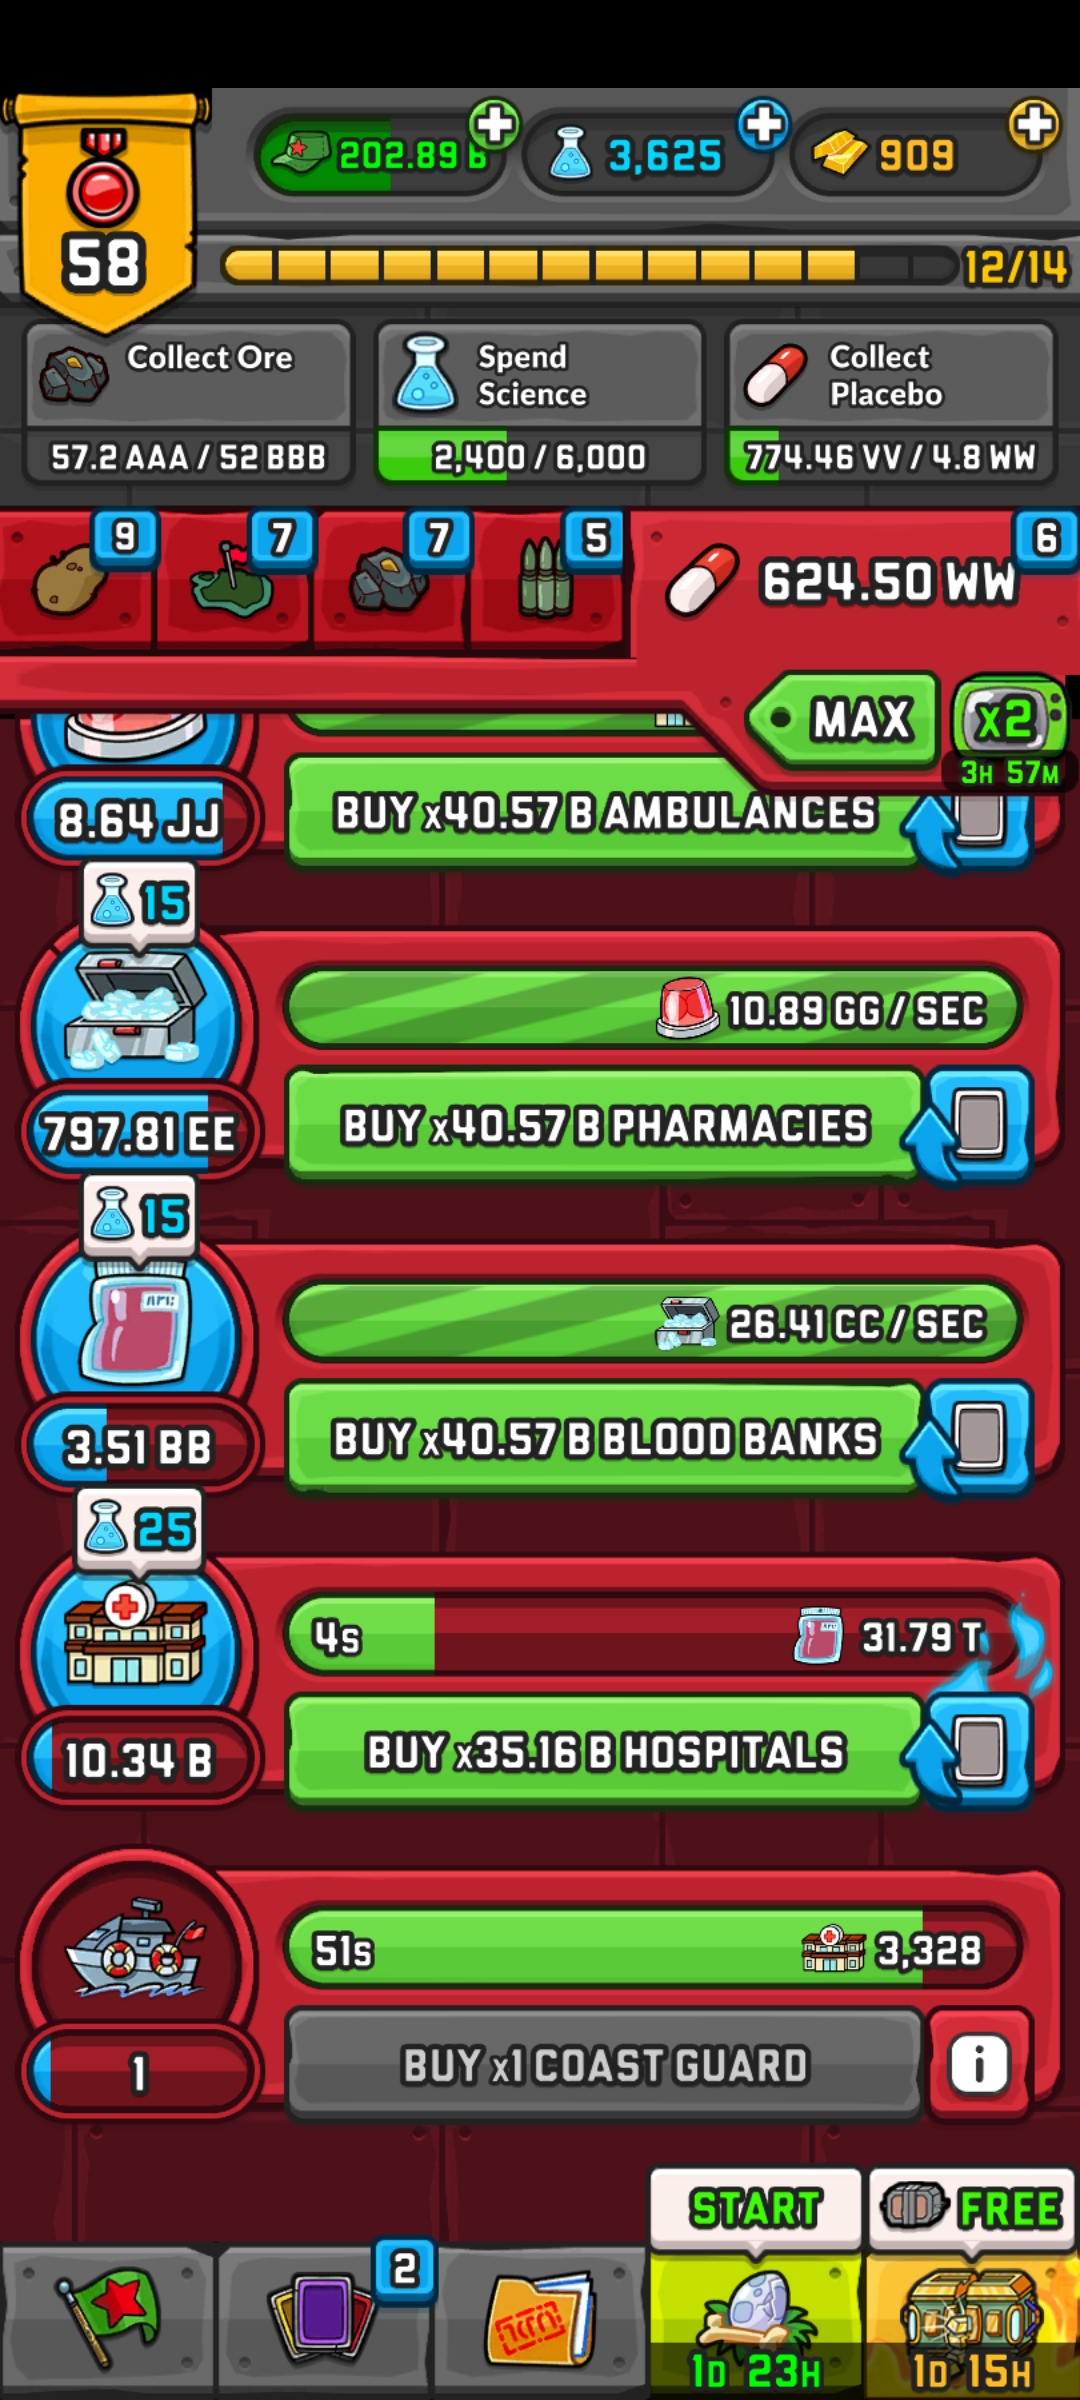 58
202.89 B
3,625
909
12/14
Collect Ore
57.2 AAA / 52 BBB
Spend
Science
2,400 / 6,000
Collect
Placebo
774.46 VV / 4.8 WW
9
7
7
5
6
624.50 WW
MAX
x2
3H 57M
8.64 JJ
BUY x40.57 B AMBULANCES
15
10.89 GG / SEC
797.81 EE
BUY x40.57 B PHARMACIES
15
26.41 CC / SEC
3.51 BB
BUY x40.57 B BLOOD BANKS
25
4s
31.79 T
10.34 B
BUY x35.16 B HOSPITALS
51s
3,328
1
BUY x1 COAST GUARD
i
START
FREE
2
1D 23H
1D 15H